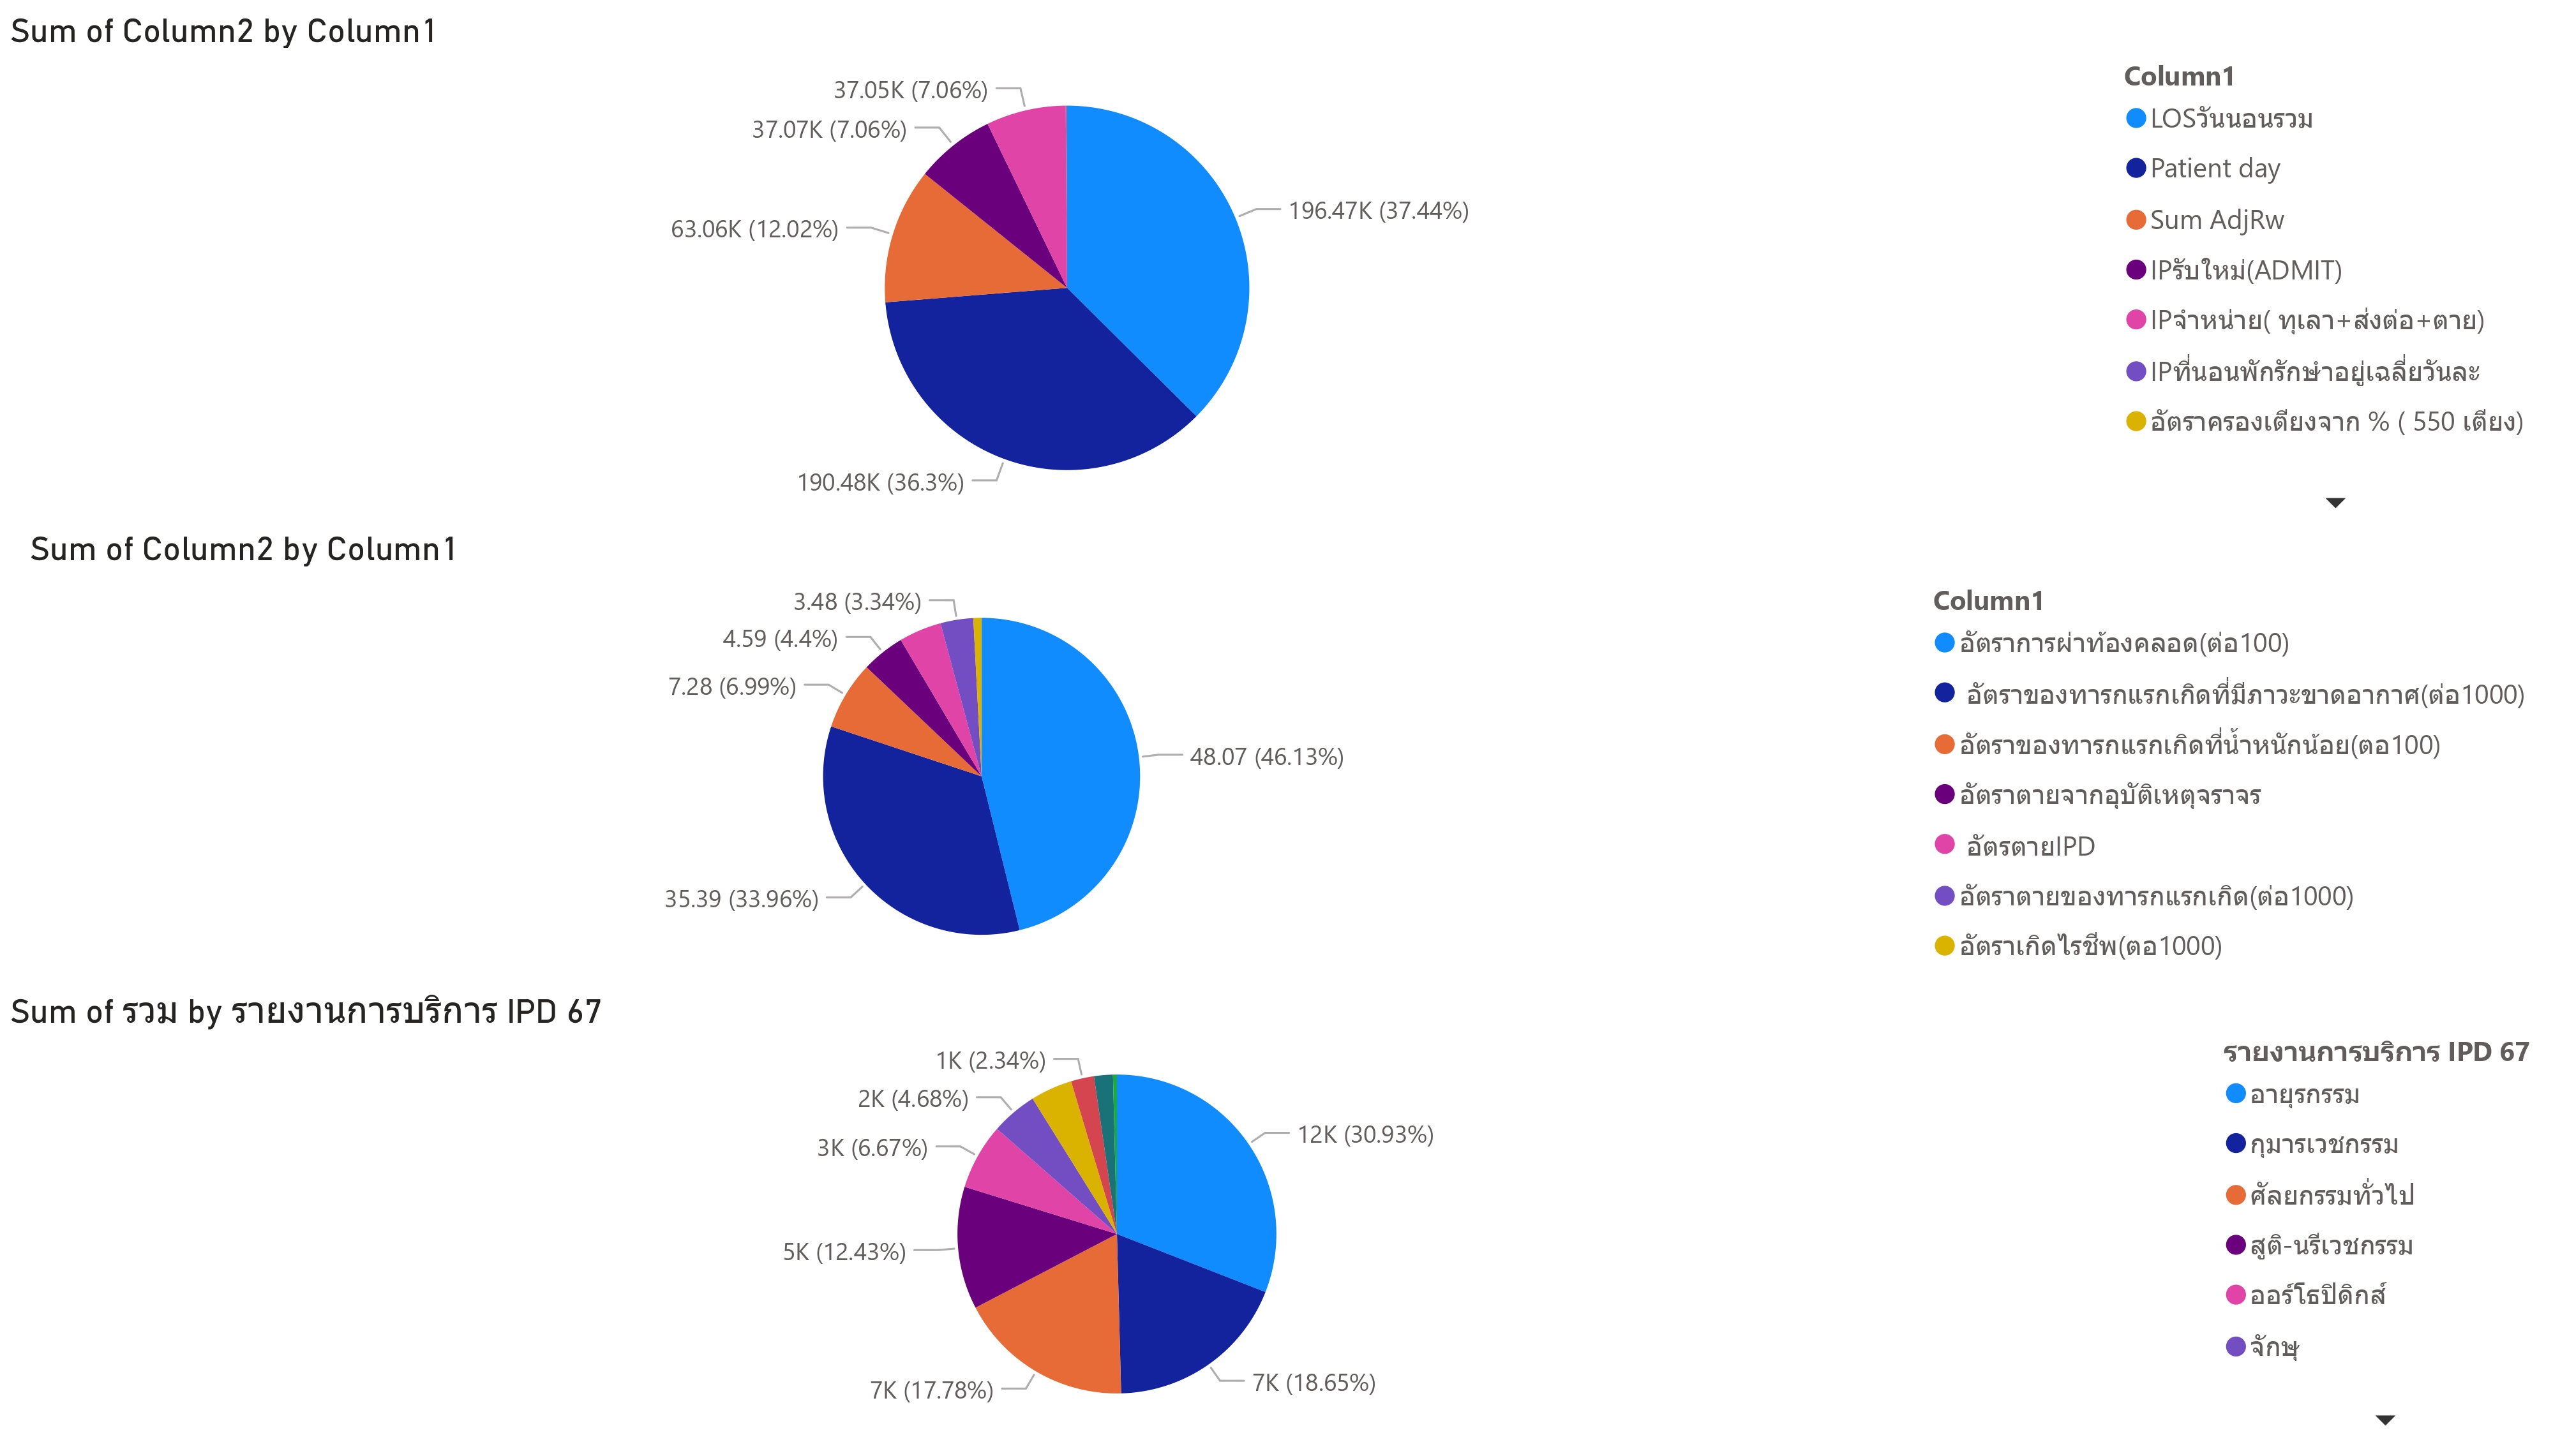 Sum of Column2 by Column1
37.05K (7.06%)
37.07K (7.06%)
63.06K (12.02%)
196.47K (37.44%)
190.48K (36.3%)
Column1
LOSวันนอนรวม
Patient day
Sum AdjRw
IPรับใหม่(ADMIT)
IPจำหน่าย( ทุเลา+ส่งต่อ+ตาย)
IPที่นอนพักรักษำอยู่เฉลี่ยวันละ
อัตราครองเตียงจาก % ( 550 เตียง)
Sum of Column2 by Column1
3.48 (3.34%)
4.59 (4.4%)
7.28 (6.99%)
48.07 (46.13%)
35.39 (33.96%)
Column1
อัตราการผ่าท้องคลอด(ต่อ100)
อัตราของทารกแรกเกิดที่มีภาวะขาดอากาศ(ต่อ1000)
อัตราของทารกแรกเกิดที่น้ำหนักน้อย(ตอ100)
อัตราตายจากอุบัติเหตุจราจร
อัตรตายIPD
อัตราตายของทารกแรกเกิด(ต่อ1000)
อัตราเกิดไรชีพ(ตอ1000)
Sum of รวม by รายงานการบริการ IPD 67
1K (2.34%)
2K (4.68%)
3K (6.67%)
5K (12.43%)
12K (30.93%)
7K (17.78%)
7K (18.65%)
รายงานการบริการ IPD 67
อายุรกรรม
กุมารเวชกรรม
ศัลยกรรมทั่วไป
สูติ-นรีเวชกรรม
ออร์โธปิดิกส์
จักษุ